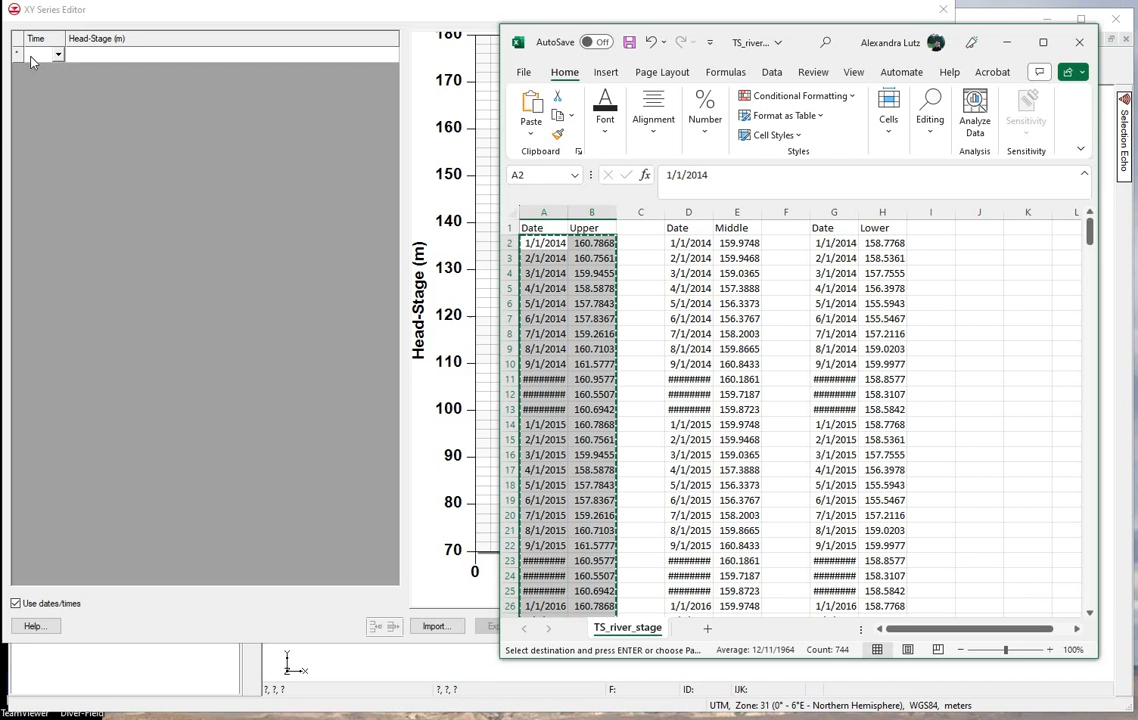 XY Series Editor
Time Head-Stage (m)
*
Use dates/times
Help...
Import...
Head-Stage (m)
180
170
160
150
140
130
120
110
100
90
80
70
0
AutoSave Off TS_river... Alexandra Lutz
File Home Insert Page Layout Formulas Data Review View Automate Help Acrobat
Paste Font Alignment Number Conditional Formatting Cells Editing Analyze Data Sensitivity
Format as Table
Cell Styles
Clipboard Styles Analysis Sensitivity
A2 fx 1/1/2014
A B C D E F G H I J K L
1 Date Upper Date Middle Date Lower
2 1/1/2014 160.7868 1/1/2014 159.9748 1/1/2014 158.7768
3 2/1/2014 160.7561 2/1/2014 159.9468 2/1/2014 158.5361
4 3/1/2014 159.9455 3/1/2014 159.0365 3/1/2014 157.7555
5 4/1/2014 158.5878 4/1/2014 157.3888 4/1/2014 156.3978
6 5/1/2014 157.7843 5/1/2014 156.3373 5/1/2014 155.5943
7 6/1/2014 157.8367 6/1/2014 156.3767 6/1/2014 155.5467
8 7/1/2014 159.2616 7/1/2014 158.2003 7/1/2014 157.2116
9 8/1/2014 160.7103 8/1/2014 159.8665 8/1/2014 159.0203
10 9/1/2014 161.5777 9/1/2014 160.8433 9/1/2014 159.9977
11 ######## 160.9577 ######## 160.1861 ######## 158.8577
12 ######## 160.5507 ######## 159.7187 ######## 158.3107
13 ######## 160.6942 ######## 159.8723 ######## 158.5842
14 1/1/2015 160.7868 1/1/2015 159.9748 1/1/2015 158.7768
15 2/1/2015 160.7561 2/1/2015 159.9468 2/1/2015 158.5361
16 3/1/2015 159.9455 3/1/2015 159.0365 3/1/2015 157.7555
17 4/1/2015 158.5878 4/1/2015 157.3888 4/1/2015 156.3978
18 5/1/2015 157.7843 5/1/2015 156.3373 5/1/2015 155.5943
19 6/1/2015 157.8367 6/1/2015 156.3767 6/1/2015 155.5467
20 7/1/2015 159.2616 7/1/2015 158.2003 7/1/2015 157.2116
21 8/1/2015 160.7103 8/1/2015 159.8665 8/1/2015 159.0203
22 9/1/2015 161.5777 9/1/2015 160.8433 9/1/2015 159.9977
23 ######## 160.9577 ######## 160.1861 ######## 158.8577
24 ######## 160.5507 ######## 159.7187 ######## 158.3107
25 ######## 160.6942 ######## 159.8723 ######## 158.5842
26 1/1/2016 160.7868 1/1/2016 159.9748 1/1/2016 158.7768
TS_river_stage
Select destination and press ENTER or choose Pa... Average: 12/11/1964 Count: 744 100%
Selection Echo
Y
X
?, ?, ? ?, ?, ? F: ID: IJK:
UTM, Zone: 31 (0° - 6°E - Northern Hemisphere), WGS84, meters
TeamViewer Diver-Field